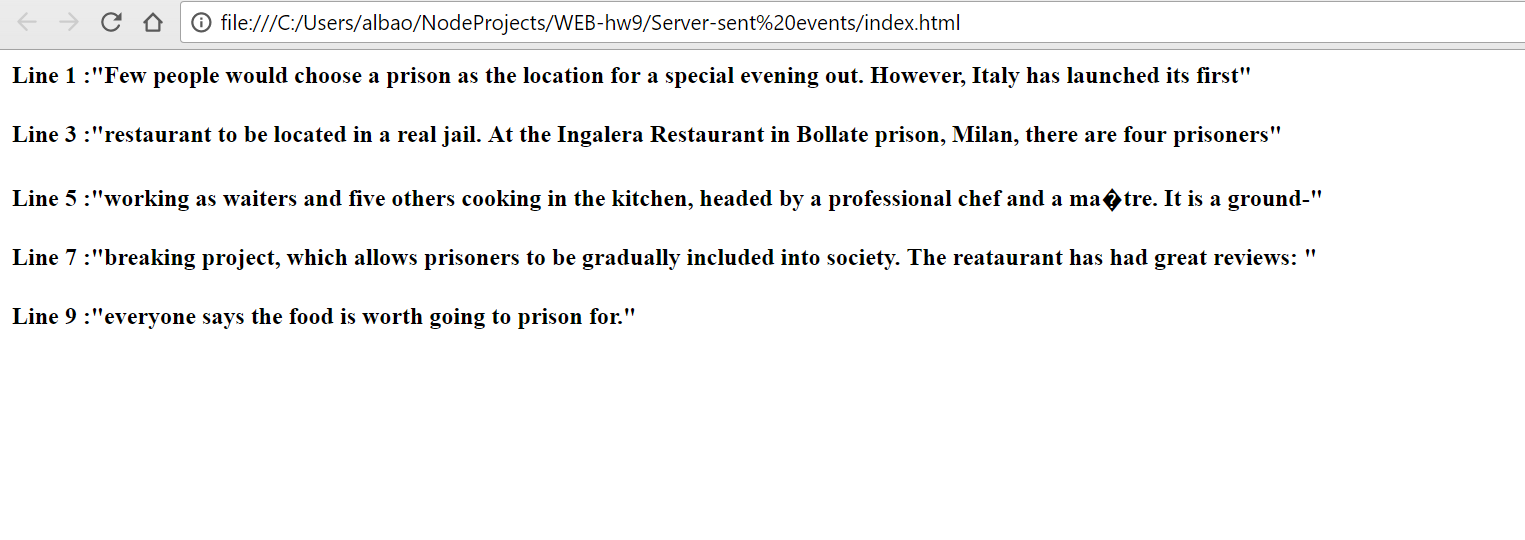 file:///C:/Users/albao/NodeProjects/WEB-hw9/Server-sent%20events/index.html
Line 1 :"Few people would choose a prison as the location for a special evening out. However, Italy has launched its first"
Line 3 :"restaurant to be located in a real jail. At the Ingalera Restaurant in Bollate prison, Milan, there are four prisoners"
Line 5 :"working as waiters and five others cooking in the kitchen, headed by a professional chef and a ma�tre. It is a ground-"
Line 7 :"breaking project, which allows prisoners to be gradually included into society. The reataurant has had great reviews: "
Line 9 :"everyone says the food is worth going to prison for."